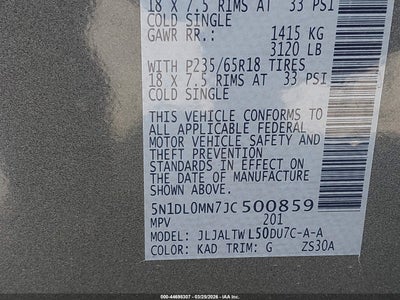 18 X 7.5 RIMS AT 33 PSI
COLD SINGLE
GAWR RR.: 1415 KG
3120 LB
WITH P235/65R18 TIRES
18 X 7.5 RIMS AT 33 PSI
COLD SINGLE
THIS VEHICLE CONFORMS TO
ALL APPLICABLE FEDERAL
MOTOR VEHICLE SAFETY AND
THEFT PREVENTION
STANDARDS IN EFFECT ON THE
DATE OF MANUFACTURE
SHOWN ABOVE.
5N1DL0MN7JC500859
MPV 201
MODEL: JLJALTWL50DU7C-A-A
COLOR: KAD TRIM: G ZS30A
000-44698307 - 03/29/2026 - IAAI.COM